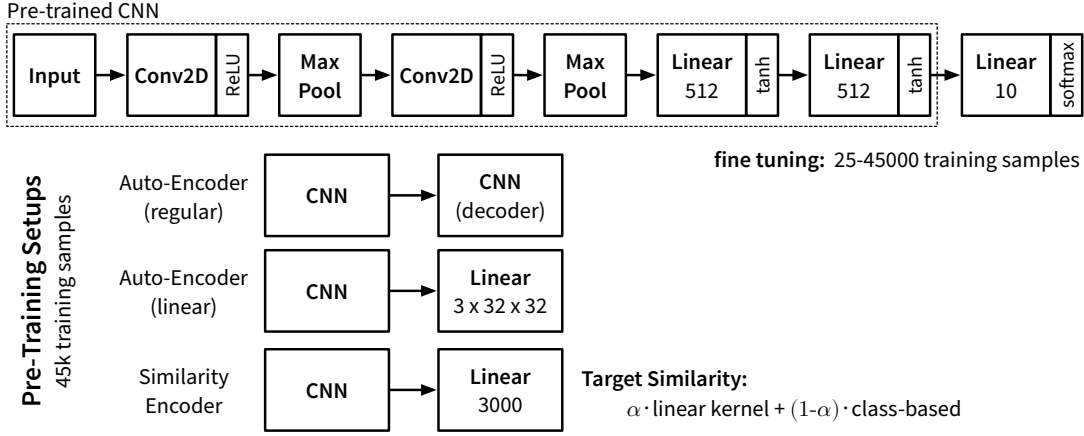 Pre-trained CNN
Input
Conv2D
ReLU
Max
Pool
Conv2D
ReLU
Max
Pool
Linear
512
tanh
Linear
512
tanh
Linear
10
softmax
fine tuning: 25-45000 training samples
Pre-Training Setups
45k training samples
Auto-Encoder
(regular)
CNN
CNN
(decoder)
Auto-Encoder
(linear)
CNN
Linear
3 x 32 x 32
Similarity
Encoder
CNN
Linear
3000
Target Similarity:
α · linear kernel + (1-α) · class-based